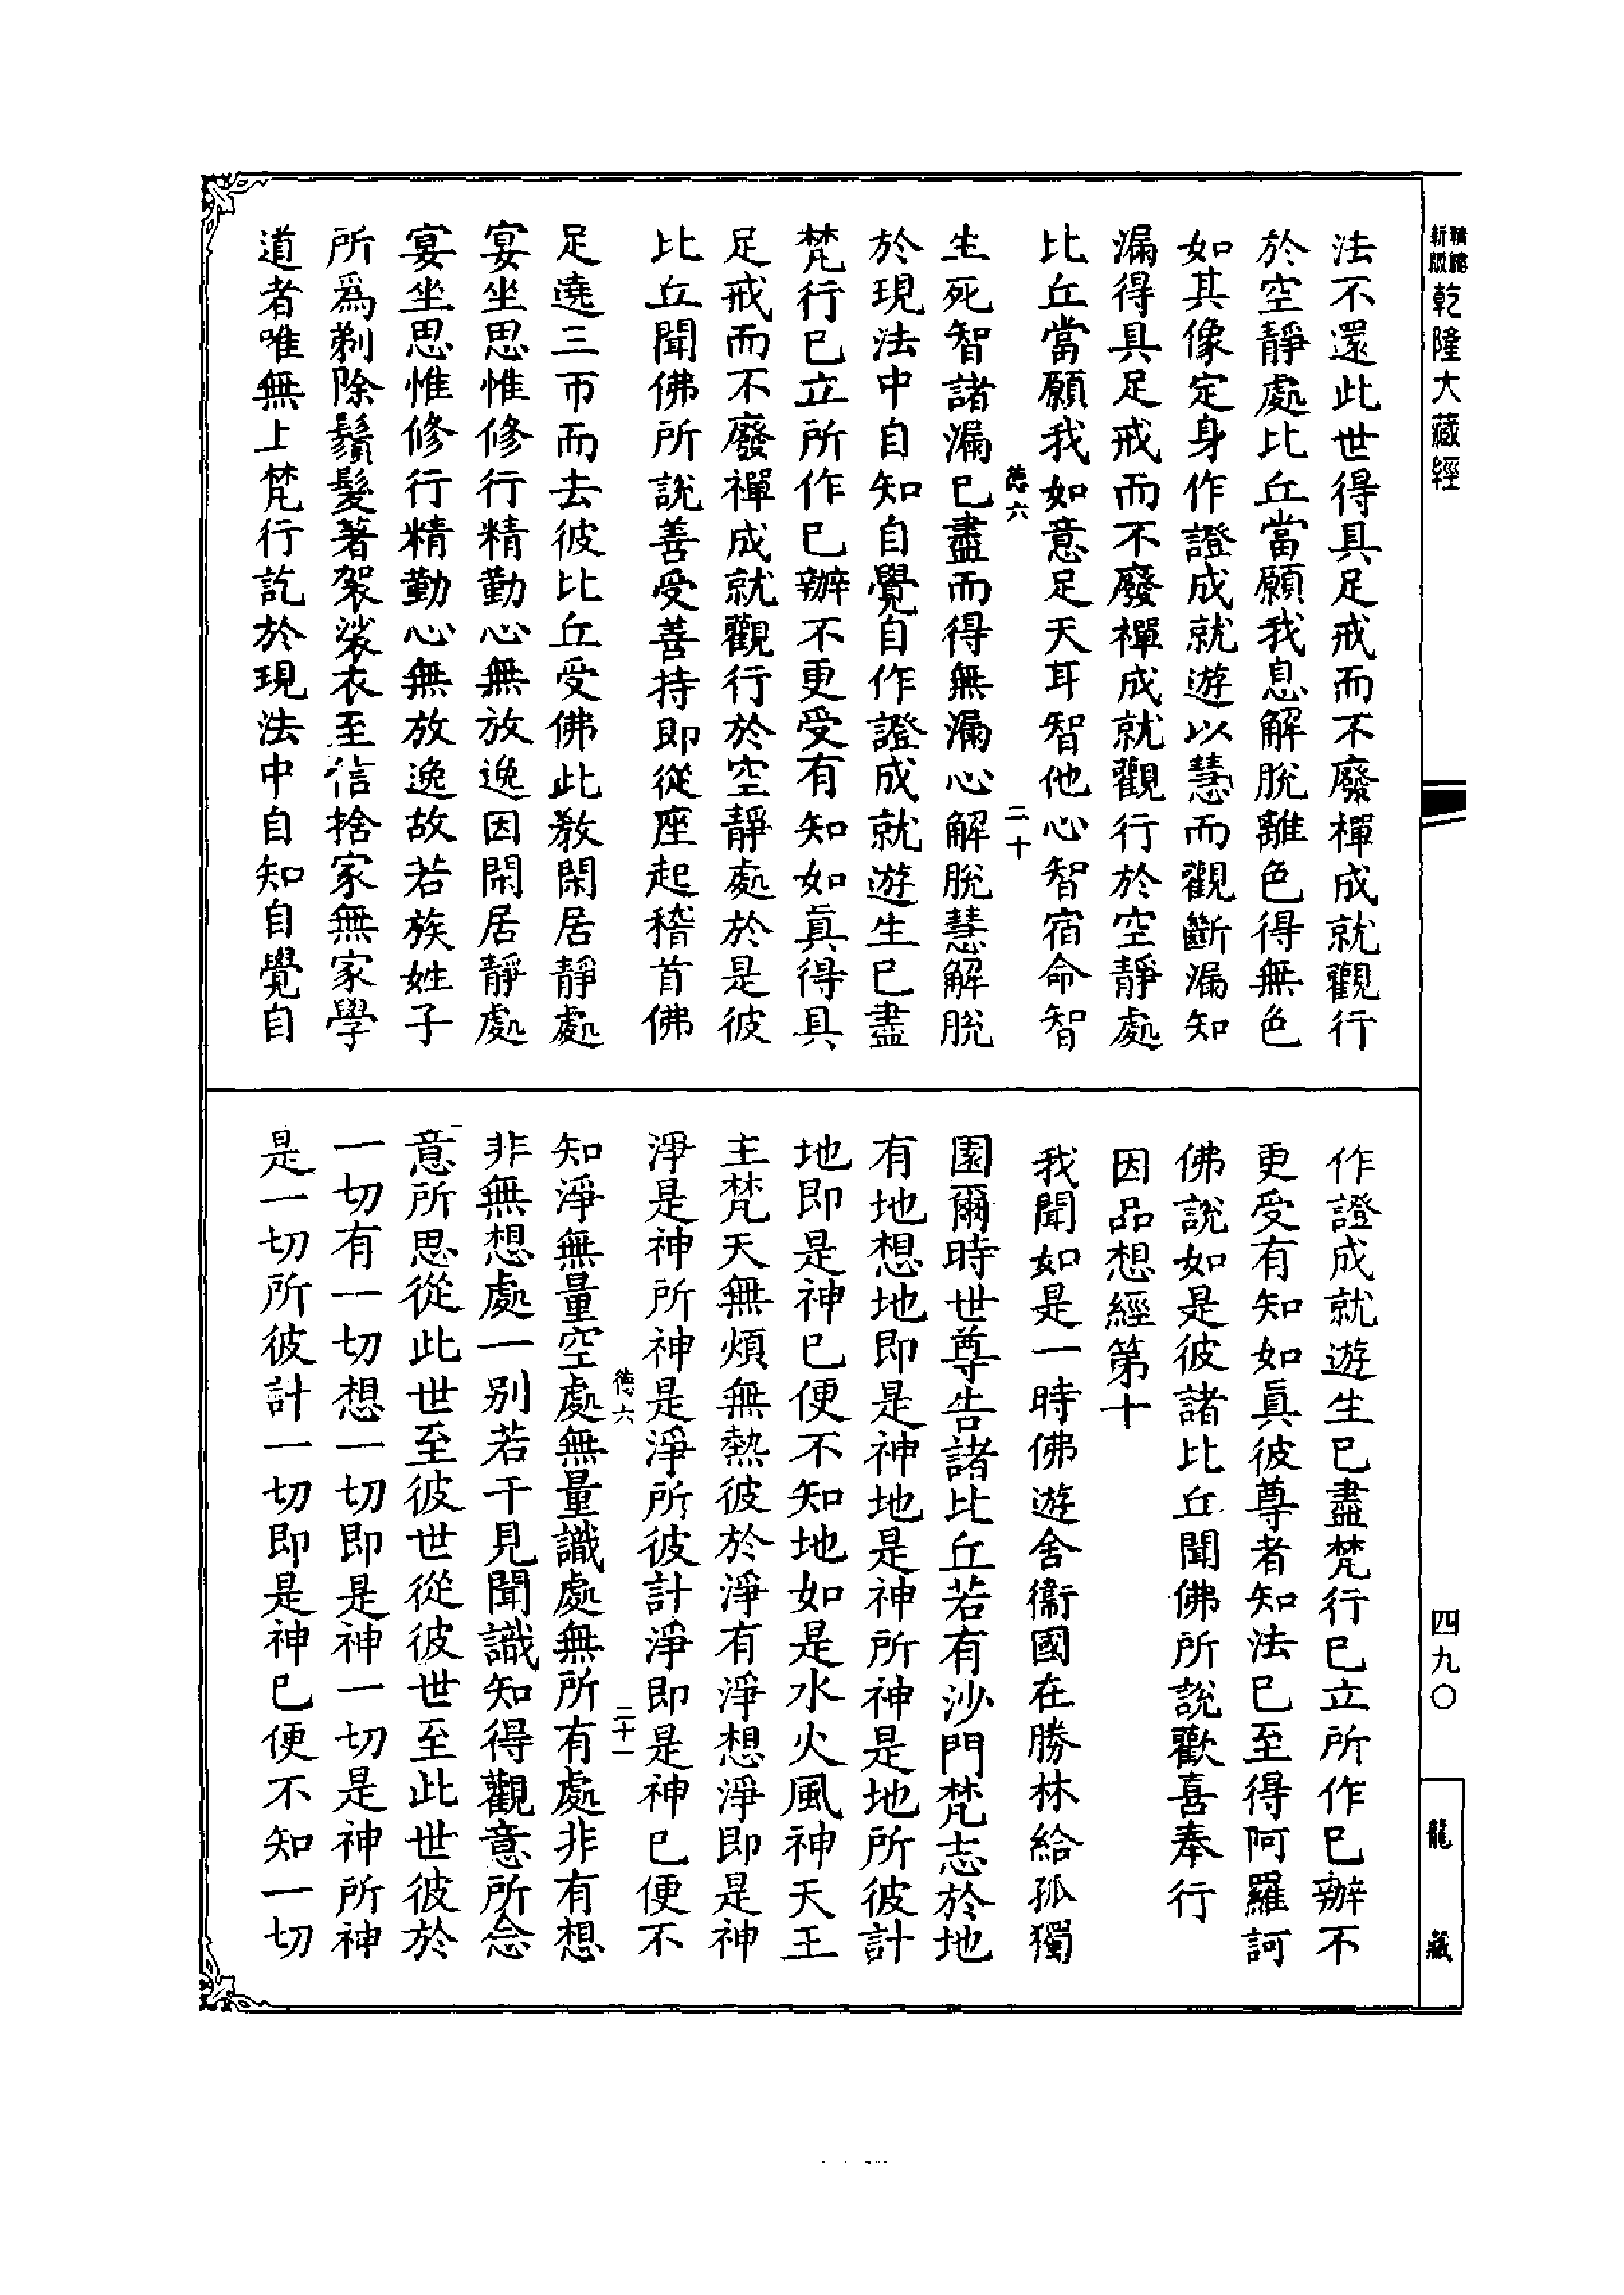 精縮
新版
乾隆大藏經
四九〇
龍藏
法不還此世得具足戒而不廢禪成就觀行
於空靜處比丘當願我息解脫離色得無色
如其像定身作證成就遊以慧而觀斷漏知
漏得具足戒而不廢禪成就觀行於空靜處
比丘當願我如意足天耳智他心智宿命智
德六 二十
生死智諸漏已盡而得無漏心解脫慧解脫
於現法中自知自覺自作證成就遊生已盡
梵行已立所作已辦不更受有知如真得具
足戒而不廢禪成就觀行於空靜處於是彼
比丘聞佛所說善受善持即從座起稽首佛
足遶三帀而去彼比丘受佛此教閑居靜處
宴坐思惟修行精勤心無放逸因閑居靜處
宴坐思惟修行精勤心無放逸故若族姓子
所爲剃除鬚髮著袈裟衣至信捨家無家學
道者唯無上梵行訖於現法中自知自覺自
作證成就遊生已盡梵行已立所作已辦不
更受有知如眞彼尊者知法已至得阿羅訶
佛說如是彼諸比丘聞佛所說歡喜奉行
因品想經第十
我聞如是一時佛遊舍衞國在勝林給孤獨
園爾時世尊告諸比丘若有沙門梵志於地
有地想地即是神地是神所神是地所彼計
地即是神已便不知地如是水火風神天王
主梵天無煩無熱彼於淨有淨想淨即是神
淨是神所神是淨所彼計淨即是神已便不
德六 二十一
知淨無量空處無量識處無所有處非有想
非無想處一別若干見聞識知得觀意所念
意所思從此世至彼世從彼世至此世彼於
一切有一切想一切即是神一切是神所神
是一切所彼計一切即是神已便不知一切